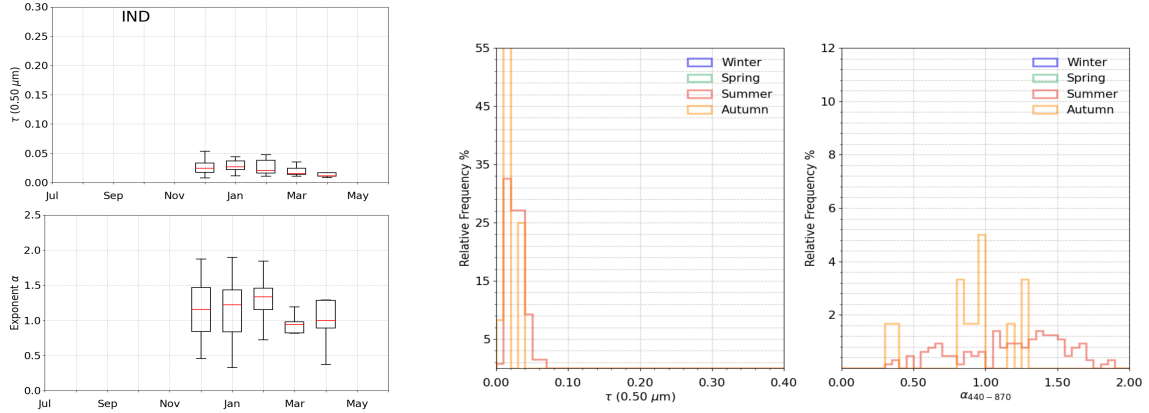 IND
0.30
0.25
0.20
0.15
0.10
0.05
0.00
τ (0.50 μm)
Jul Sep Nov Jan Mar May
2.5
2.0
1.5
1.0
0.5
0.0
Exponent α
Jul Sep Nov Jan Mar May
55
45
35
25
15
5
Relative Frequency %
Winter
Spring
Summer
Autumn
0.00 0.10 0.20 0.30 0.40
τ (0.50 μm)
12
10
8
6
4
2
Relative Frequency %
Winter
Spring
Summer
Autumn
0.00 0.50 1.00 1.50 2.00
α440−870